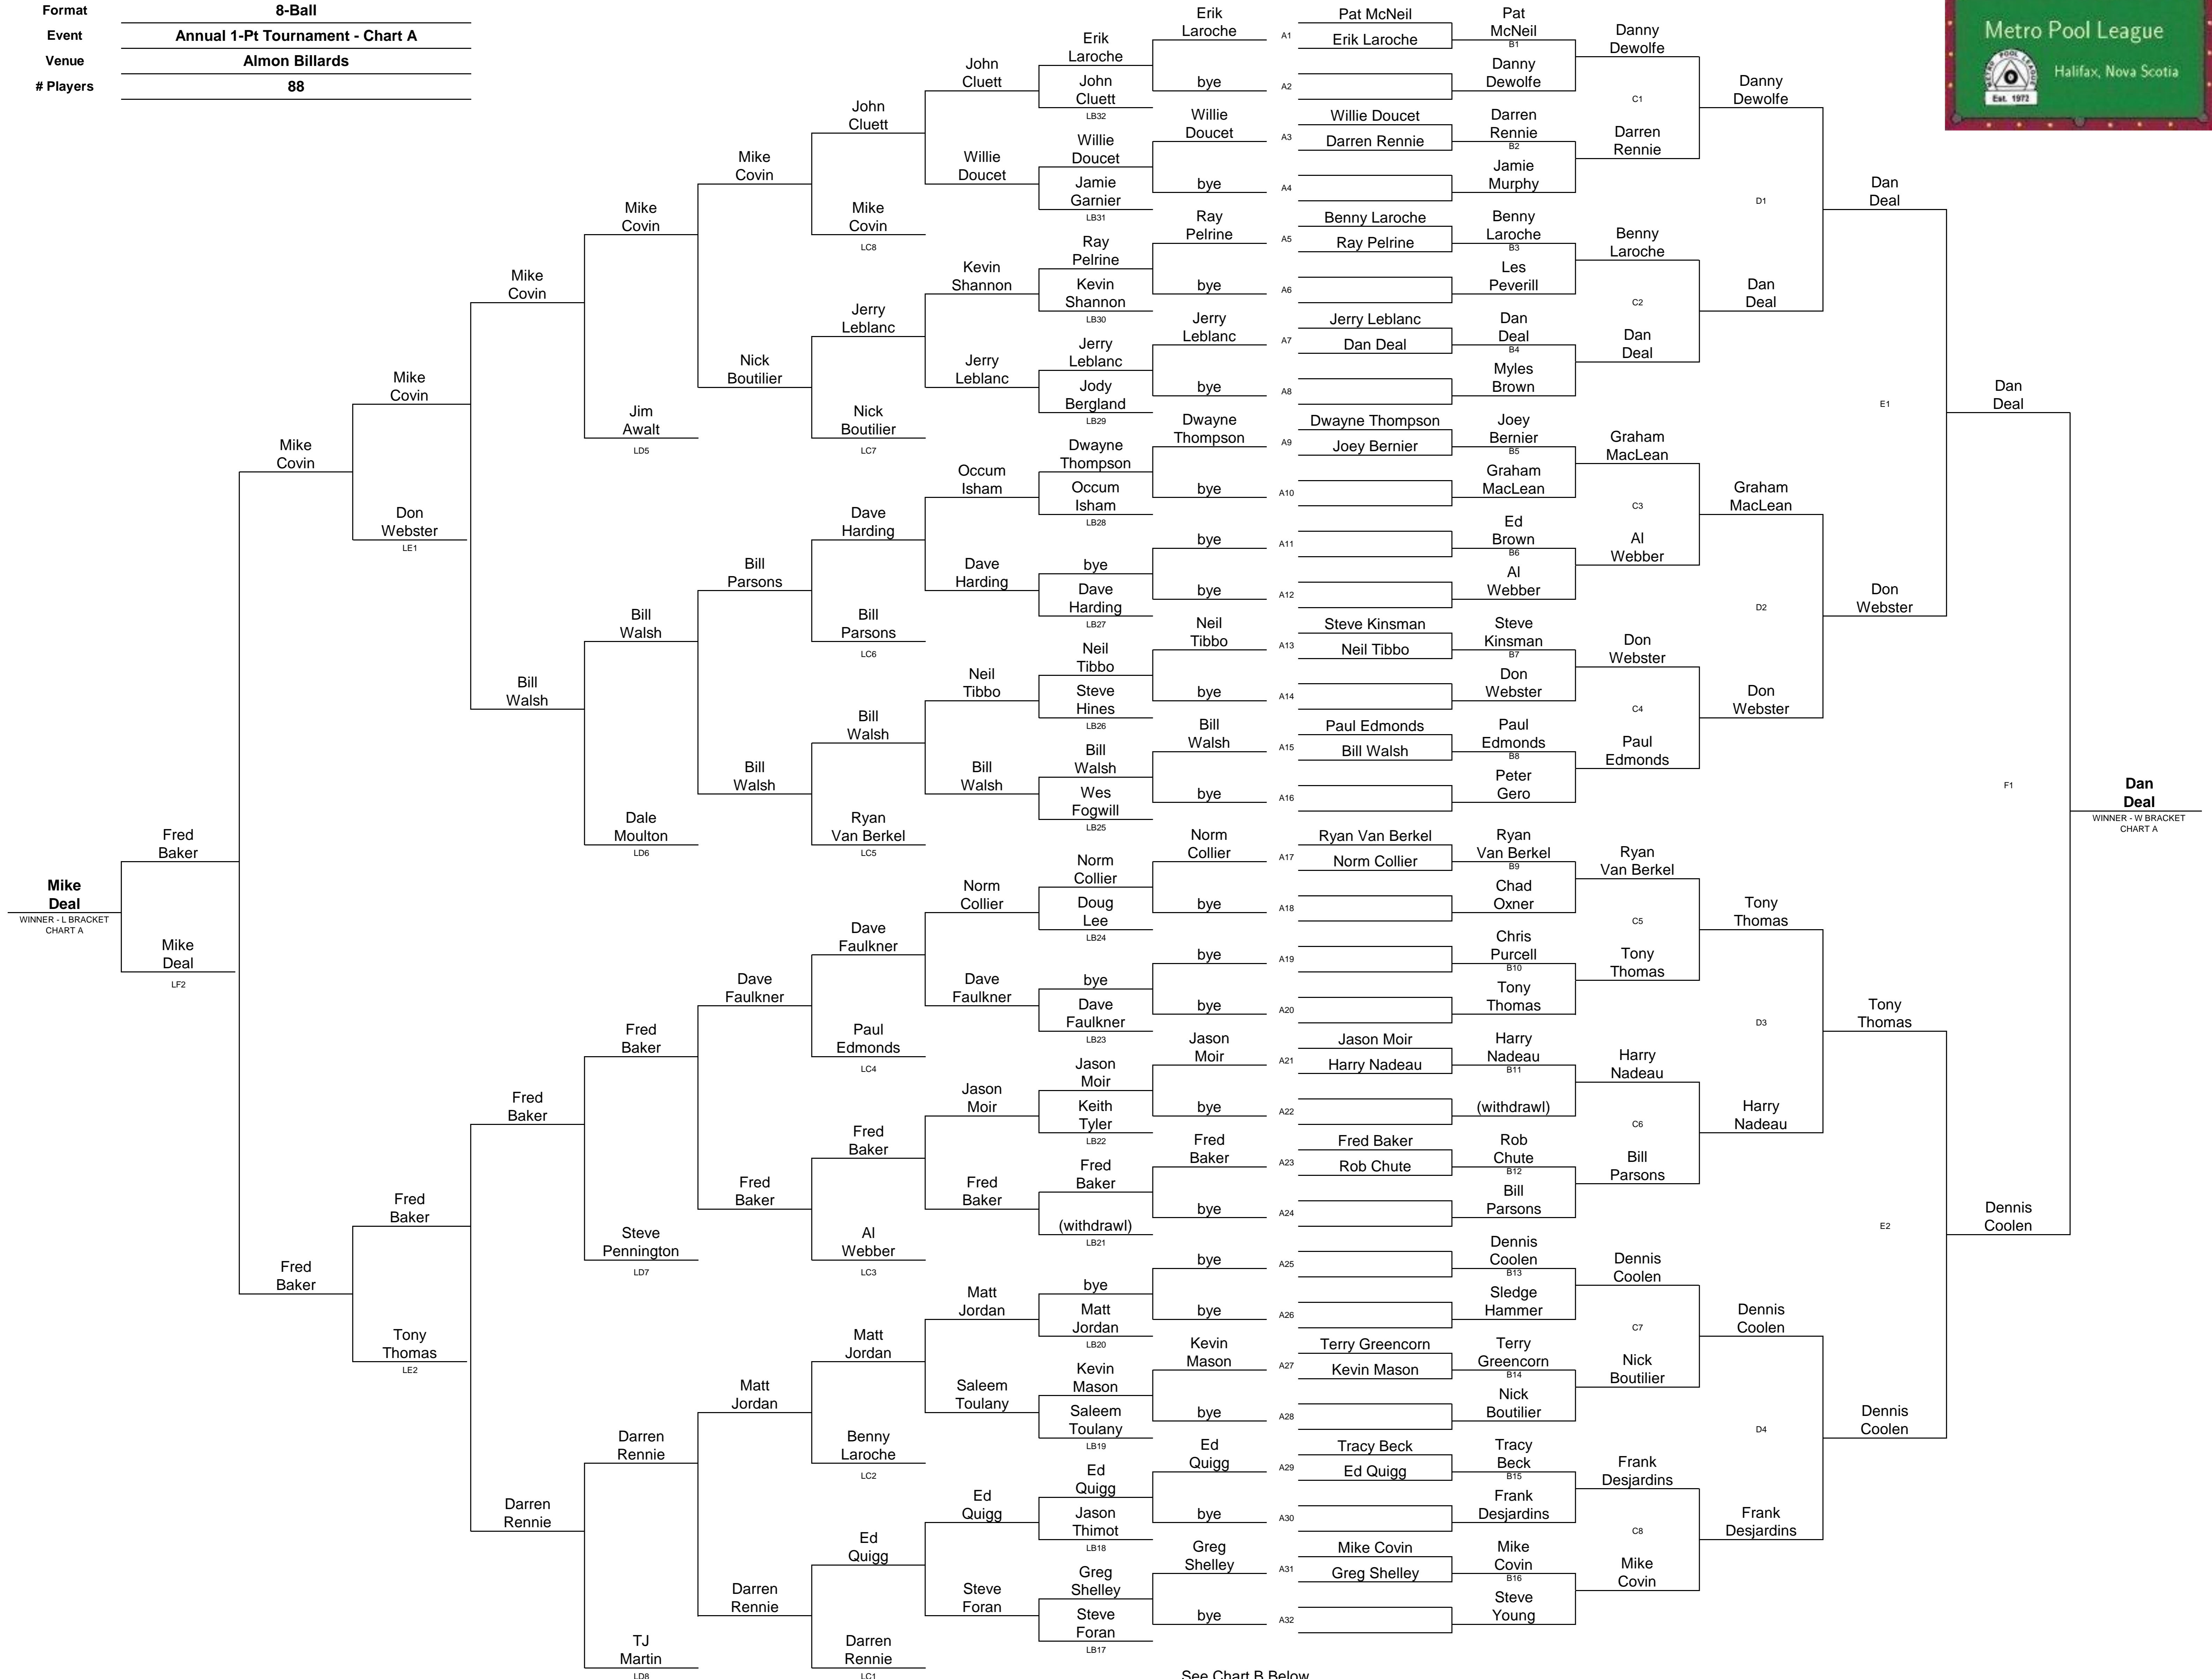 Format 8-Ball
Event Annual 1-Pt Tournament - Chart A
Venue Almon Billards
# Players 88
Metro Pool League
METRO POOL LEAGUE
Est. 1972
Halifax, Nova Scotia
Mike
Deal
WINNER - L BRACKET
CHART A
Fred
Baker
Mike
Deal
LF2
Mike
Covin
Fred
Baker
Mike
Covin
Don
Webster
LE1
Fred
Baker
Tony
Thomas
LE2
Mike
Covin
Bill
Walsh
Fred
Baker
Darren
Rennie
Mike
Covin
Jim
Awalt
LD5
Bill
Walsh
Dale
Moulton
LD6
Fred
Baker
Steve
Pennington
LD7
Darren
Rennie
TJ
Martin
LD8
Mike
Covin
Nick
Boutilier
Bill
Parsons
Bill
Walsh
Dave
Faulkner
Fred
Baker
Matt
Jordan
Darren
Rennie
John
Cluett
Mike
Covin
LC8
Jerry
Leblanc
Nick
Boutilier
LC7
Dave
Harding
Bill
Parsons
LC6
Bill
Walsh
Ryan
Van Berkel
LC5
Dave
Faulkner
Paul
Edmonds
LC4
Fred
Baker
Al
Webber
LC3
Matt
Jordan
Benny
Laroche
LC2
Ed
Quigg
Darren
Rennie
LC1
John
Cluett
Willie
Doucet
Kevin
Shannon
Jerry
Leblanc
Occum
Isham
Dave
Harding
Neil
Tibbo
Bill
Walsh
Norm
Collier
Dave
Faulkner
Jason
Moir
Fred
Baker
Matt
Jordan
Saleem
Toulany
Ed
Quigg
Steve
Foran
Erik
Laroche
John
Cluett
LB32
Willie
Doucet
Jamie
Garnier
LB31
Ray
Pelrine
Kevin
Shannon
LB30
Jerry
Leblanc
Jody
Bergland
LB29
Dwayne
Thompson
Occum
Isham
LB28
bye
Dave
Harding
LB27
Neil
Tibbo
Steve
Hines
LB26
Bill
Walsh
Wes
Fogwill
LB25
Norm
Collier
Doug
Lee
LB24
bye
Dave
Faulkner
LB23
Jason
Moir
Keith
Tyler
LB22
Fred
Baker
(withdrawl)
LB21
bye
Matt
Jordan
LB20
Kevin
Mason
Saleem
Toulany
LB19
Ed
Quigg
Jason
Thimot
LB18
Greg
Shelley
Steve
Foran
LB17
Erik
Laroche
bye
Willie
Doucet
bye
Ray
Pelrine
bye
Jerry
Leblanc
bye
Dwayne
Thompson
bye
bye
bye
Neil
Tibbo
bye
Bill
Walsh
bye
Norm
Collier
bye
bye
bye
Jason
Moir
bye
Fred
Baker
bye
bye
bye
Kevin
Mason
bye
Ed
Quigg
bye
Greg
Shelley
bye
A1
A2
A3
A4
A5
A6
A7
A8
A9
A10
A11
A12
A13
A14
A15
A16
A17
A18
A19
A20
A21
A22
A23
A24
A25
A26
A27
A28
A29
A30
A31
A32
Pat McNeil
Erik Laroche
Willie Doucet
Darren Rennie
Benny Laroche
Ray Pelrine
Jerry Leblanc
Dan Deal
Dwayne Thompson
Joey Bernier
Steve Kinsman
Neil Tibbo
Paul Edmonds
Bill Walsh
Ryan Van Berkel
Norm Collier
Jason Moir
Harry Nadeau
Fred Baker
Rob Chute
Terry Greencorn
Kevin Mason
Tracy Beck
Ed Quigg
Mike Covin
Greg Shelley
Pat
McNeil
B1
Danny
Dewolfe
Darren
Rennie
B2
Jamie
Murphy
Benny
Laroche
B3
Les
Peverill
Dan
Deal
B4
Myles
Brown
Joey
Bernier
B5
Graham
MacLean
Ed
Brown
B6
Al
Webber
Steve
Kinsman
B7
Don
Webster
Paul
Edmonds
B8
Peter
Gero
Ryan
Van Berkel
B9
Chad
Oxner
Chris
Purcell
B10
Tony
Thomas
Harry
Nadeau
B11
(withdrawl)
Rob
Chute
B12
Bill
Parsons
Dennis
Coolen
B13
Sledge
Hammer
Terry
Greencorn
B14
Nick
Boutilier
Tracy
Beck
B15
Frank
Desjardins
Mike
Covin
B16
Steve
Young
Danny
Dewolfe
C1
Darren
Rennie
Benny
Laroche
C2
Dan
Deal
Graham
MacLean
C3
Al
Webber
Don
Webster
C4
Paul
Edmonds
Ryan
Van Berkel
C5
Tony
Thomas
Harry
Nadeau
C6
Bill
Parsons
Dennis
Coolen
C7
Nick
Boutilier
Frank
Desjardins
C8
Mike
Covin
Danny
Dewolfe
D1
Dan
Deal
Graham
MacLean
D2
Don
Webster
Tony
Thomas
D3
Harry
Nadeau
Dennis
Coolen
D4
Frank
Desjardins
Dan
Deal
E1
Don
Webster
Tony
Thomas
E2
Dennis
Coolen
Dan
Deal
F1
Dennis
Coolen
Dan
Deal
WINNER - W BRACKET
CHART A
See Chart B Below